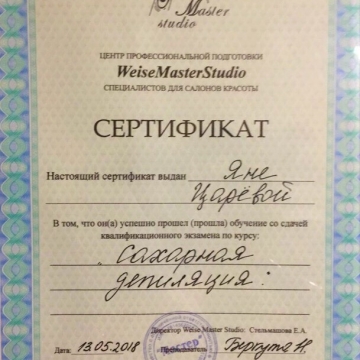 Master
studio
ЦЕНТР ПРОФЕССИОНАЛЬНОЙ ПОДГОТОВКИ
WeiseMasterStudio
СПЕЦИАЛИСТОВ ДЛЯ САЛОНОВ КРАСОТЫ
СЕРТИФИКАТ
Настоящий сертификат выдан Яне
Царёвой
В том, что он(а) успешно прошел (прошла) обучение со сдачей
квалификационного экзамена по курсу:
„сахарная
депиляция.
Директор Weise Master Studio: Стельмашова Е.А.
Дата: 13.05.2018 Преподаватель Беркута Н.